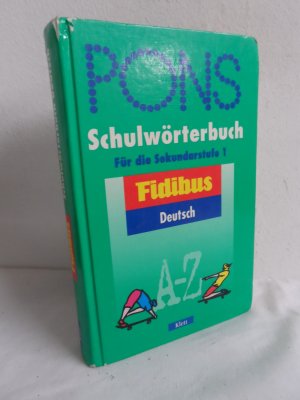 PONS
Schulwörterbuch
Für die Sekundarstufe 1
Fidibus
Deutsch
A-Z
Klett